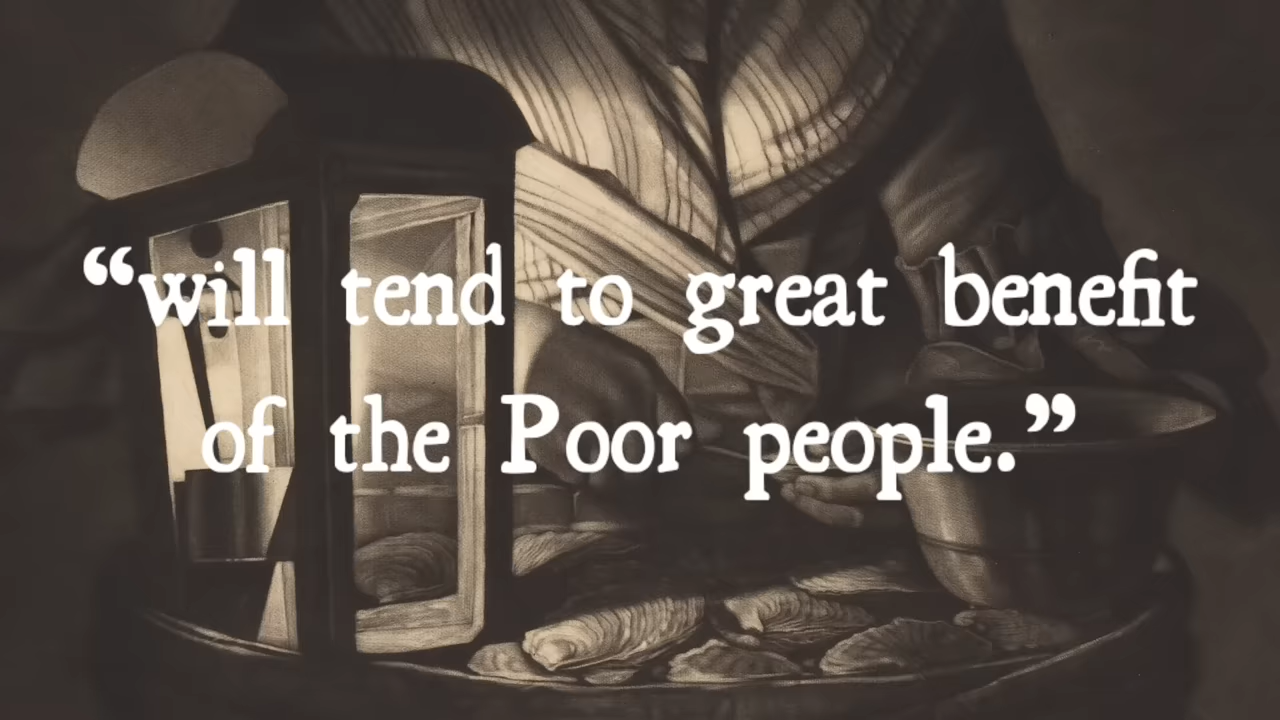 “will tend to great benefit
of the Poor people.”